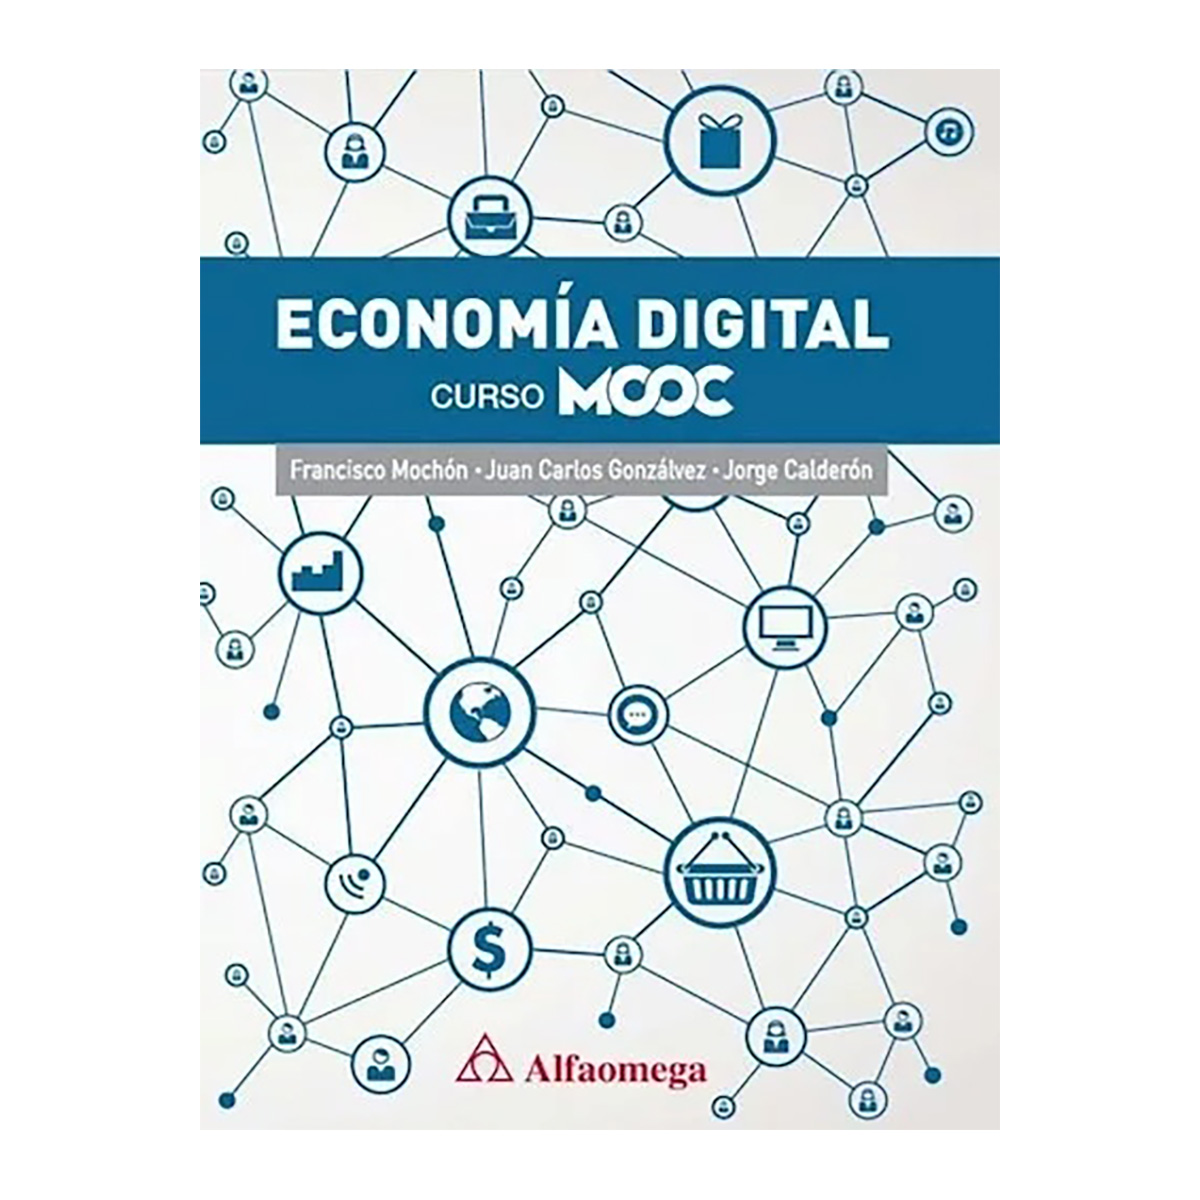 ECONOMÍA DIGITAL
CURSO MOOC
Francisco Mochón · Juan Carlos Gonzálvez · Jorge Calderón
$
Alfaomega